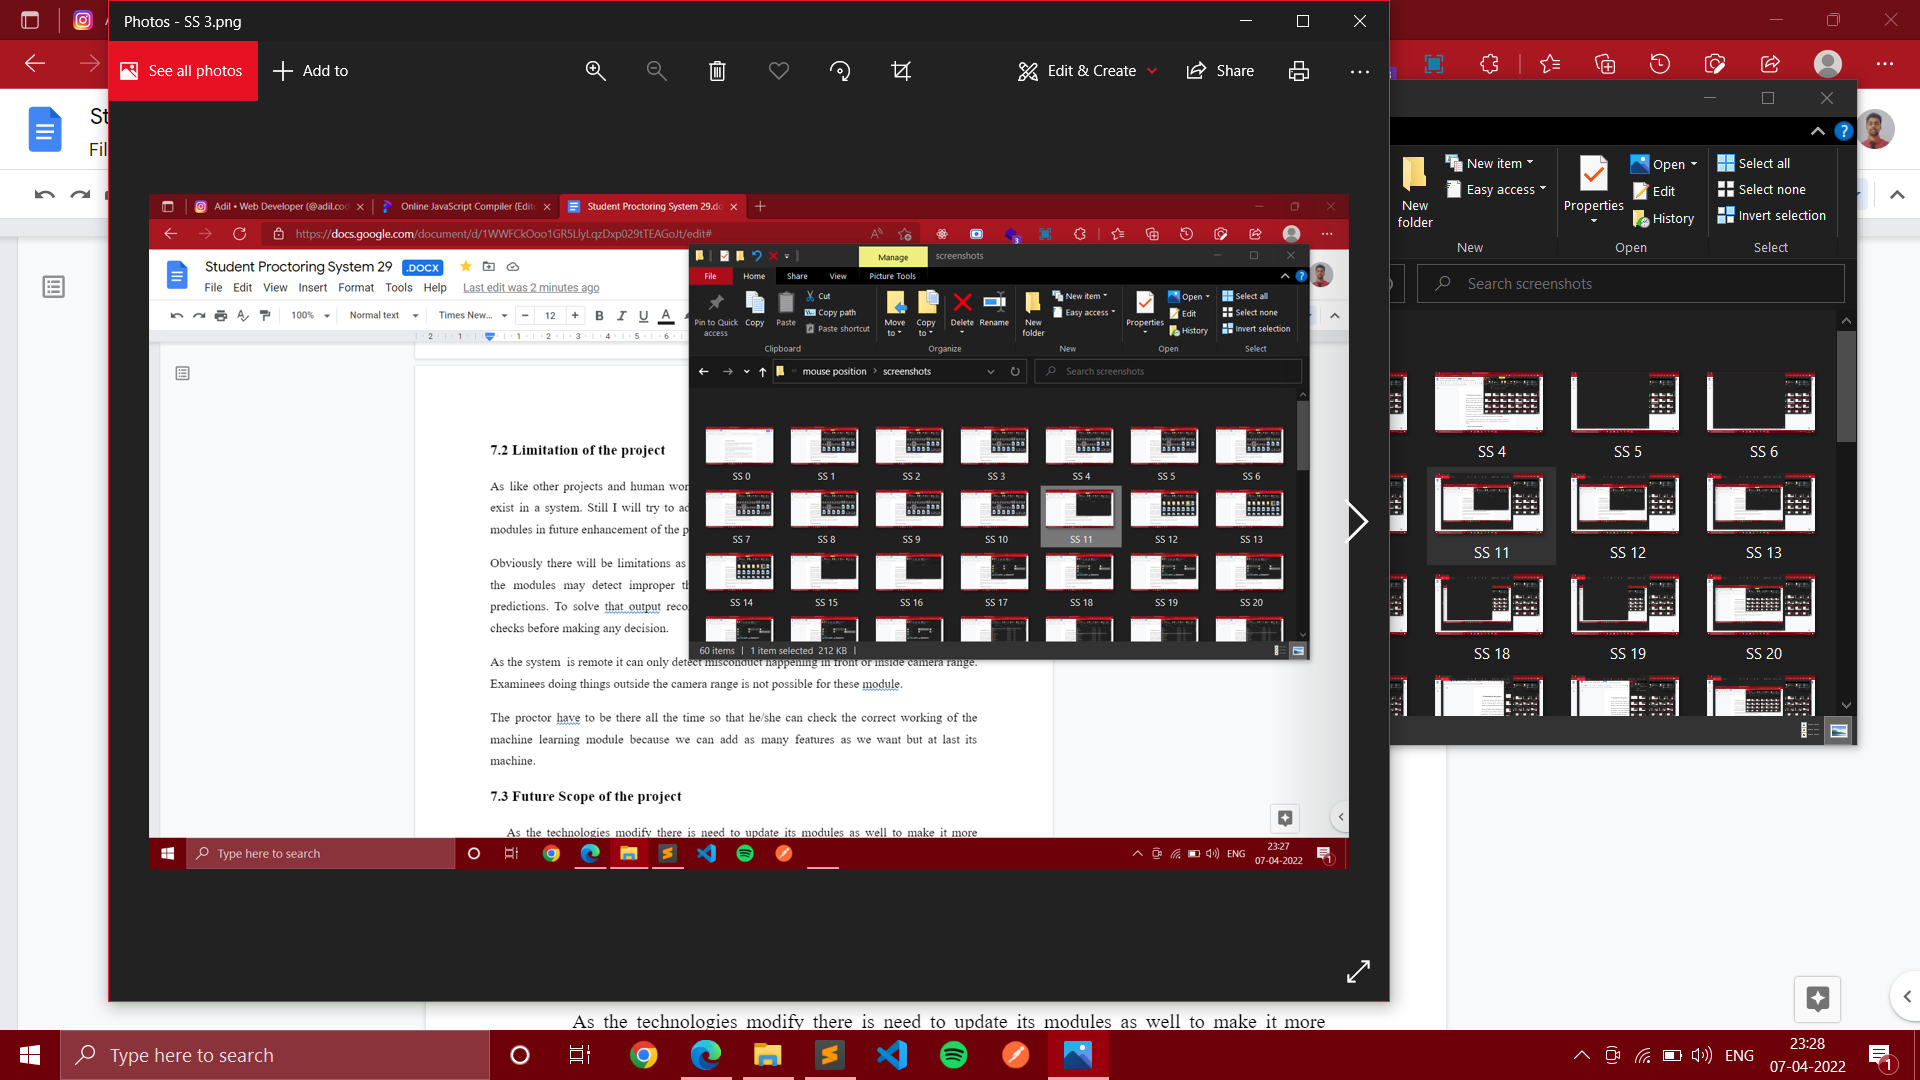 Photos - SS 3.png
See all photos
Add to
Edit & Create
Share
St
Fil
New item
Easy access
New
folder
New
Properties
Open
Edit
History
Open
Select all
Select none
Invert selection
Select
Search screenshots
SS 4
SS 5
SS 6
SS 11
SS 12
SS 13
SS 18
SS 19
SS 20
Adil • Web Developer (@adil.cod
Online JavaScript Compiler (Edit
Student Proctoring System 29.do
https://docs.google.com/document/d/1WWFCkOoo1GR5LlyLqzDxp029tTEAGoJt/edit#
Student Proctoring System 29
.DOCX
File Edit View Insert Format Tools Help
Last edit was 2 minutes ago
100%
Normal text
Times New...
12
B I U A
2 1 1 2 3 4 5 6
Manage
screenshots
File Home Share View Picture Tools
Pin to Quick
access
Copy
Paste
Cut
Copy path
Paste shortcut
Clipboard
Move
to
Copy
to
Delete
Rename
Organize
New
folder
New item
Easy access
New
Properties
Open
Edit
History
Open
Select all
Select none
Invert selection
Select
mouse position > screenshots
Search screenshots
SS 0 SS 1 SS 2 SS 3 SS 4 SS 5 SS 6
SS 7 SS 8 SS 9 SS 10 SS 11 SS 12 SS 13
SS 14 SS 15 SS 16 SS 17 SS 18 SS 19 SS 20
60 items
1 item selected 212 KB
7.2 Limitation of the project
As like other projects and human wor
exist in a system. Still I will try to ad
modules in future enhancement of the p
Obviously there will be limitations as
the modules may detect improper th
predictions. To solve that output reco
checks before making any decision.
As the system is remote it can only detect misconduct happening in front or inside camera range.
Examinees doing things outside the camera range is not possible for these module.
The proctor have to be there all the time so that he/she can check the correct working of the
machine learning module because we can add as many features as we want but at last its
machine.
7.3 Future Scope of the project
As the technologies modify there is need to update its modules as well to make it more
Type here to search
ENG
23:27
07-04-2022
1
As the technologies modify there is need to update its modules as well to make it more
Type here to search
ENG
23:28
07-04-2022
1